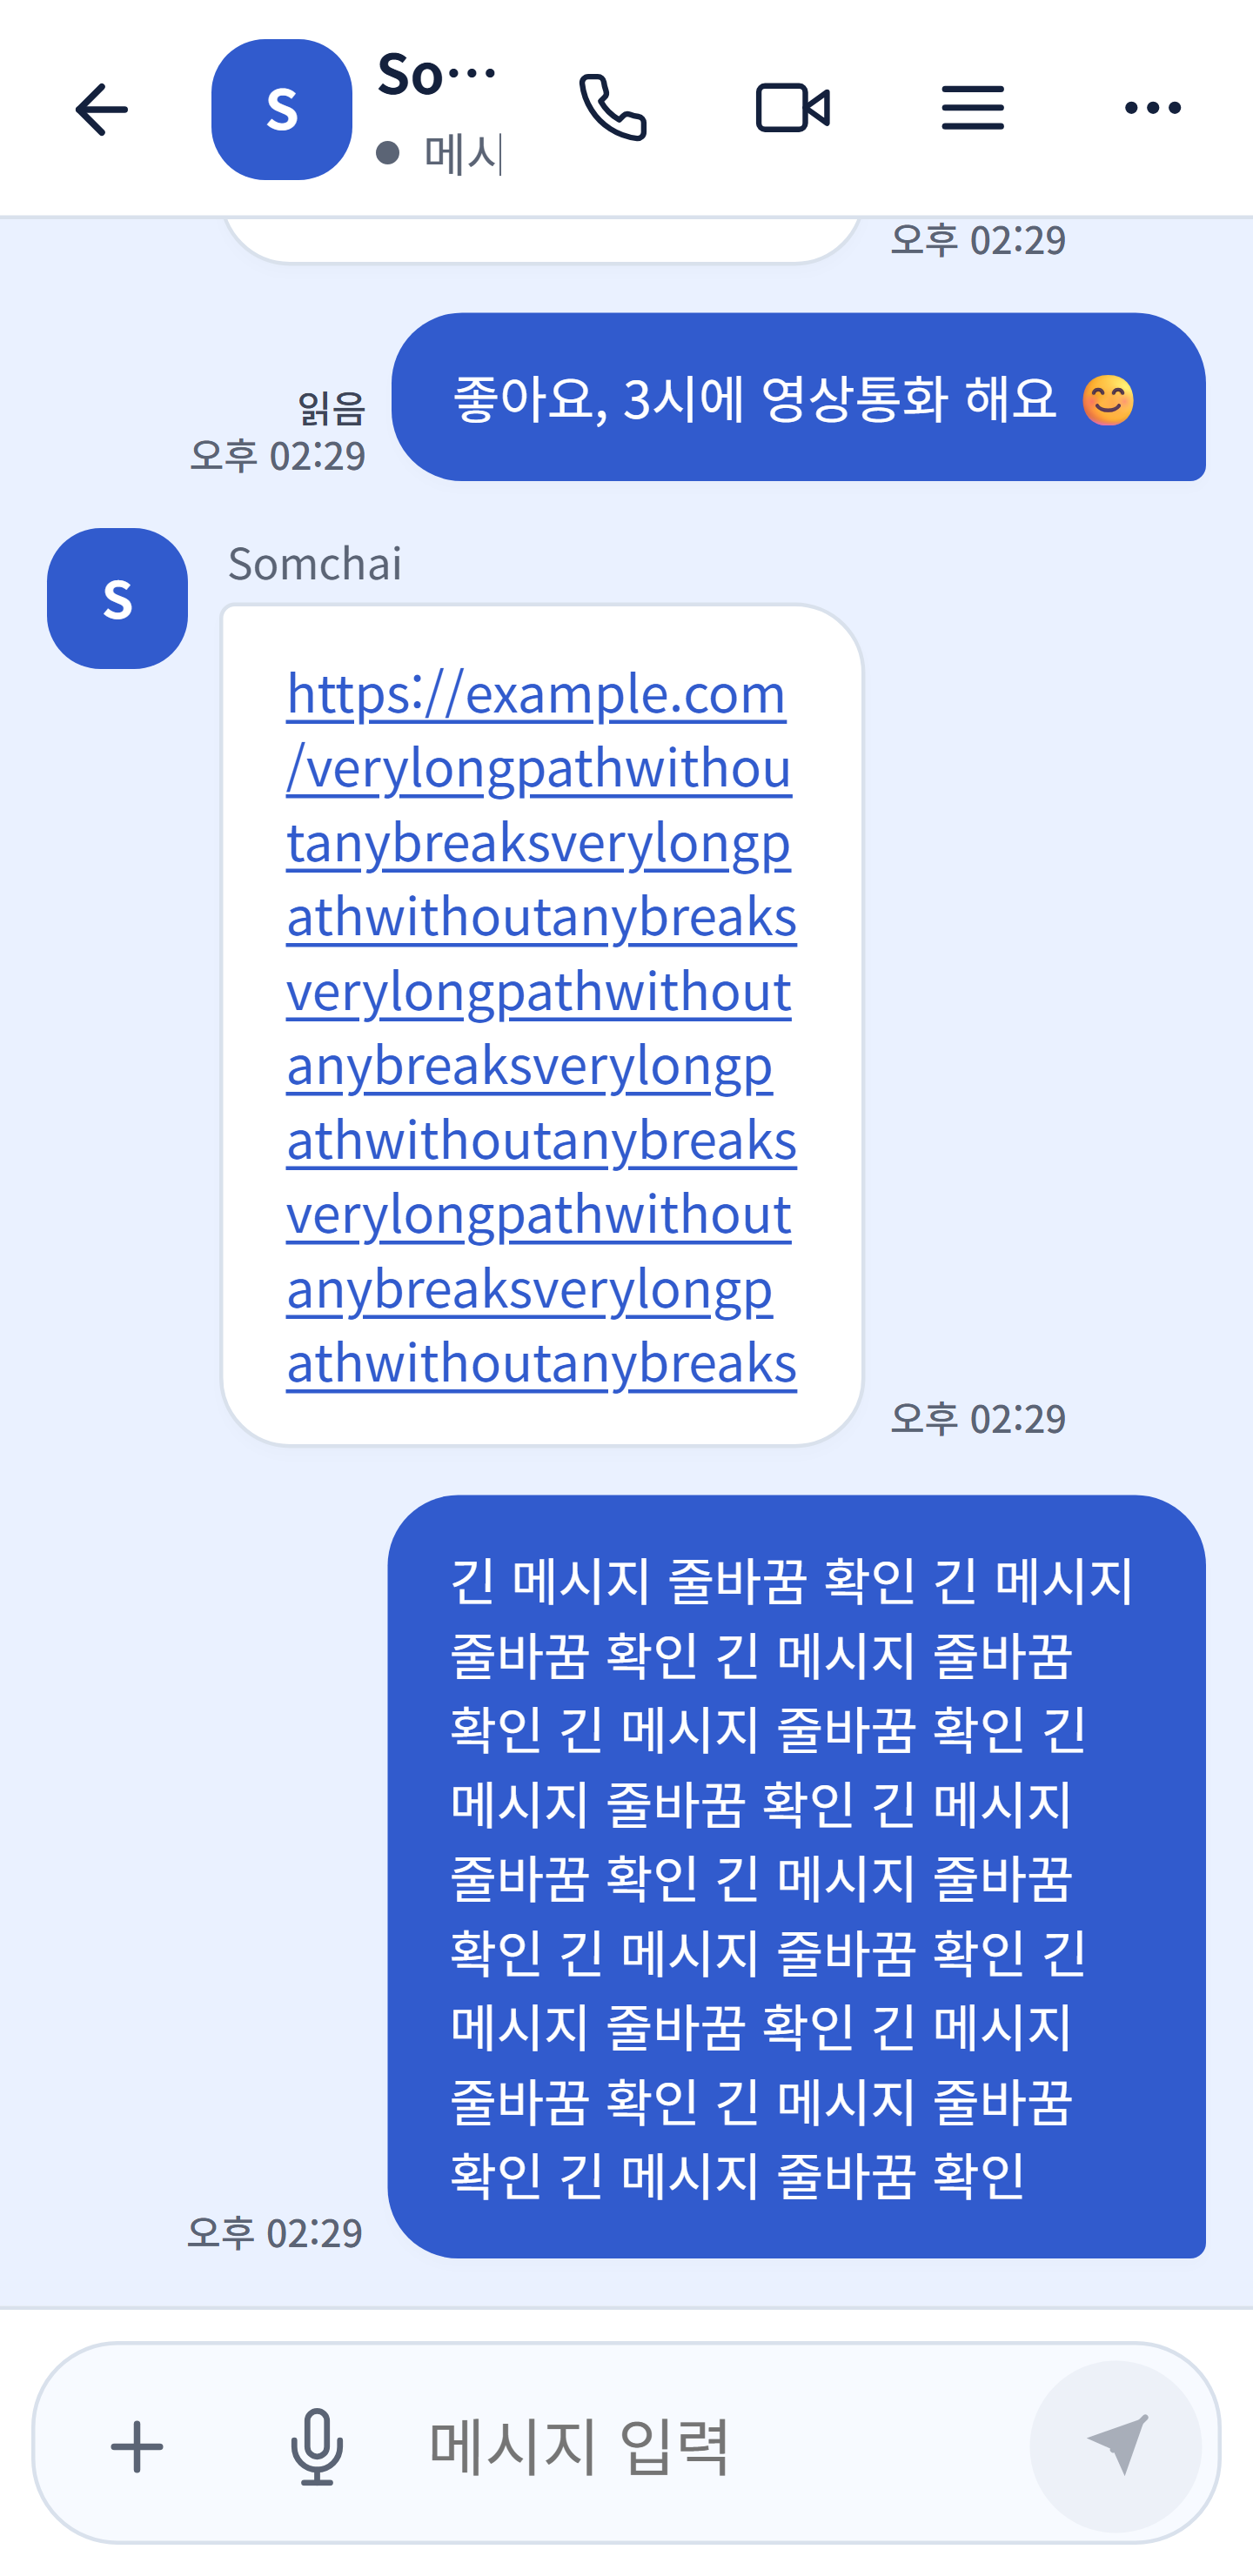 S
So…
메시
오후 02:29
좋아요, 3시에 영상통화 해요 😊
읽음
오후 02:29
S
Somchai
https://example.com
/verylongpathwithou
tanybreaksverylongp
athwithoutanybreaks
verylongpathwithout
anybreaksverylongp
athwithoutanybreaks
verylongpathwithout
anybreaksverylongp
athwithoutanybreaks
오후 02:29
긴 메시지 줄바꿈 확인 긴 메시지
줄바꿈 확인 긴 메시지 줄바꿈
확인 긴 메시지 줄바꿈 확인 긴
메시지 줄바꿈 확인 긴 메시지
줄바꿈 확인 긴 메시지 줄바꿈
확인 긴 메시지 줄바꿈 확인 긴
메시지 줄바꿈 확인 긴 메시지
줄바꿈 확인 긴 메시지 줄바꿈
확인 긴 메시지 줄바꿈 확인
오후 02:29
메시지 입력